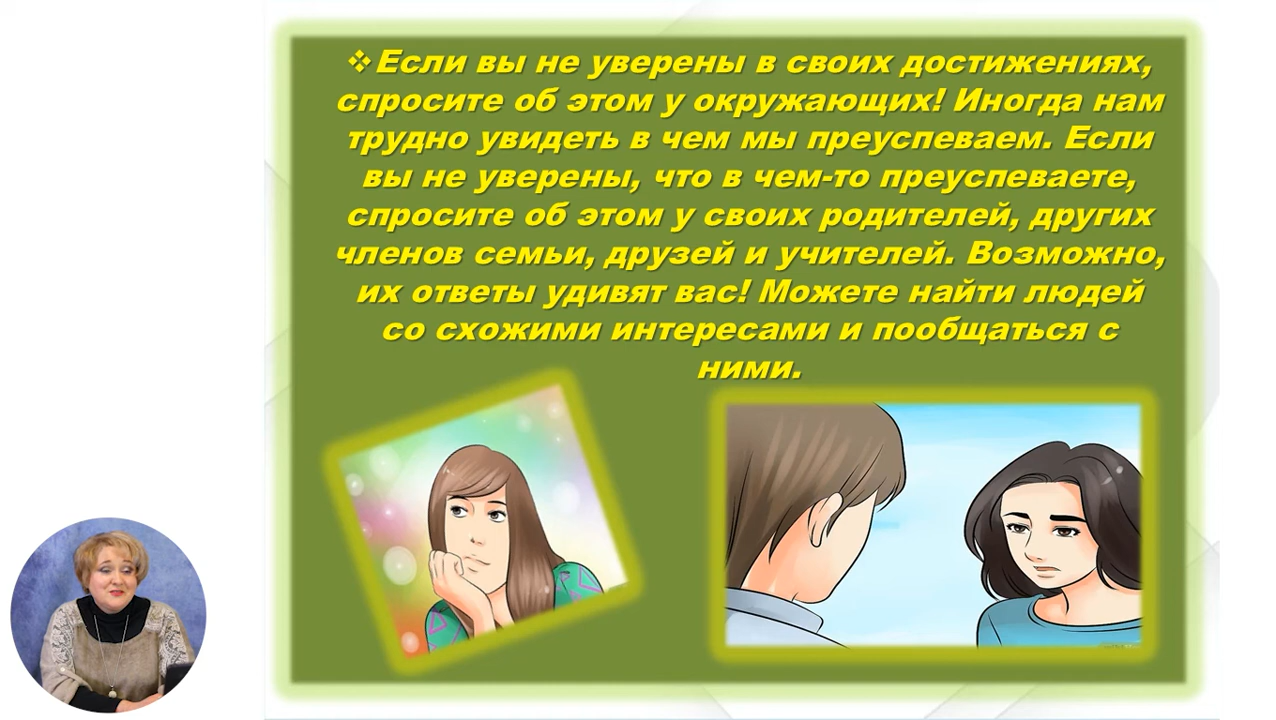 ❖Если вы не уверены в своих достижениях,
спросите об этом у окружающих! Иногда нам
трудно увидеть в чем мы преуспеваем. Если
вы не уверены, что в чем-то преуспеваете,
спросите об этом у своих родителей, других
членов семьи, друзей и учителей. Возможно,
их ответы удивят вас! Можете найти людей
со схожими интересами и пообщаться с
ними.